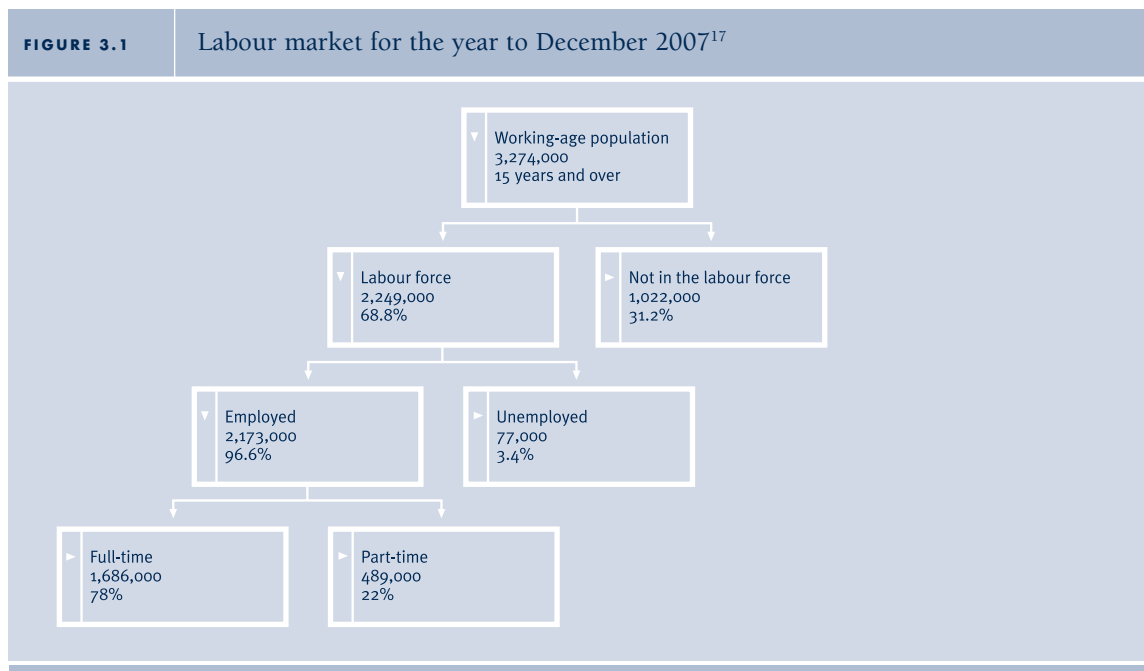 FIGURE 3.1
Labour market for the year to December 2007¹⁷
Working-age population
3,274,000
15 years and over
Labour force
2,249,000
68.8%
Not in the labour force
1,022,000
31.2%
Employed
2,173,000
96.6%
Unemployed
77,000
3.4%
Full-time
1,686,000
78%
Part-time
489,000
22%